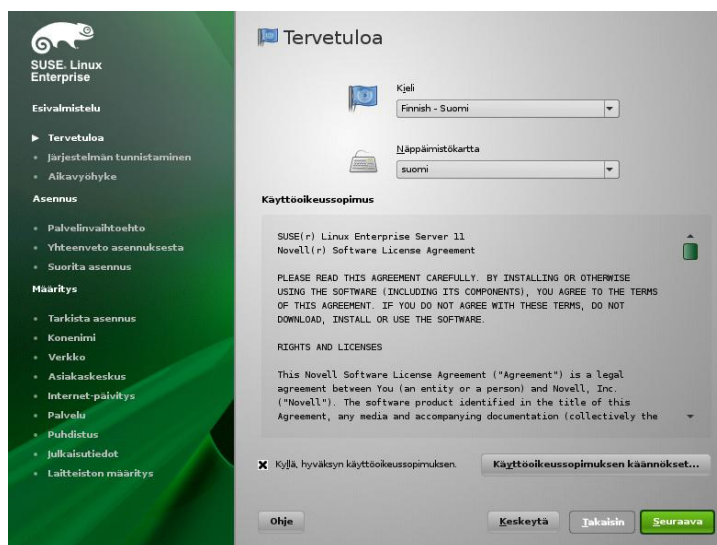 SUSE. Linux
Enterprise
Esivalmistelu
Tervetuloa
Järjestelmän tunnistaminen
Aikavyöhyke
Asennus
Palvelinvaihtoehto
Yhteenveto asennuksesta
Suorita asennus
Määritys
Tarkista asennus
Konenimi
Verkko
Asiakaskeskus
Internet-päivitys
Palvelu
Puhdistus
Julkaisutiedot
Laitteiston määritys
Tervetuloa
Kieli
Finnish - Suomi
Näppäimistökartta
suomi
Käyttöoikeussopimus
SUSE(r) Linux Enterprise Server 11
Novell(r) Software License Agreement
PLEASE READ THIS AGREEMENT CAREFULLY. BY INSTALLING OR OTHERWISE
USING THE SOFTWARE (INCLUDING ITS COMPONENTS), YOU AGREE TO THE TERMS
OF THIS AGREEMENT. IF YOU DO NOT AGREE WITH THESE TERMS, DO NOT
DOWNLOAD, INSTALL OR USE THE SOFTWARE.
RIGHTS AND LICENSES
This Novell Software License Agreement ("Agreement") is a legal
agreement between You (an entity or a person) and Novell, Inc.
("Novell"). The software product identified in the title of this
Agreement, any media and accompanying documentation (collectively the
Kyllä, hyväksyn käyttöoikeussopimuksen.
Käyttöoikeussopimuksen käännökset...
Ohje
Keskeytä
Takaisin
Seuraava